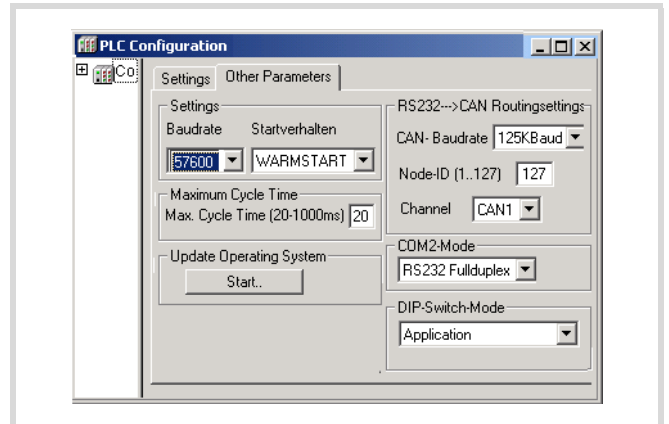 PLC Configuration
Co
Settings Other Parameters
Settings
Baudrate Startverhalten
57600 WARMSTART
Maximum Cycle Time
Max. Cycle Time (20-1000ms) 20
Update Operating System
Start..
RS232--->CAN Routingsettings
CAN- Baudrate 125KBaud
Node-ID (1..127) 127
Channel CAN1
COM2-Mode
RS232 Fullduplex
DIP-Switch-Mode
Application